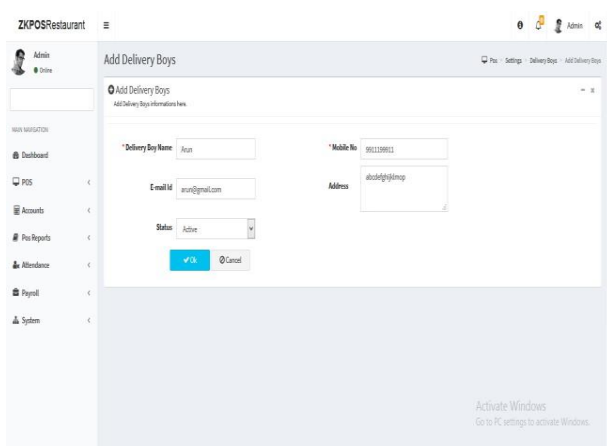 ZKPOSRestaurant
Admin
Admin
Online
Add Delivery Boys
Pos - Settings - Delivery Boys - Add Delivery Boys
Add Delivery Boys
Add Delivery Boys informations here.
MAIN NAVIGATION
Dashboard
POS
Accounts
Pos Reports
Attendance
Payroll
System
* Delivery Boy Name Arun
* Mobile No 9911199911
E-mail Id arun@gmail.com
Address abcdefghijklmop
Status Active
Ok Cancel
Activate Windows
Go to PC settings to activate Windows.